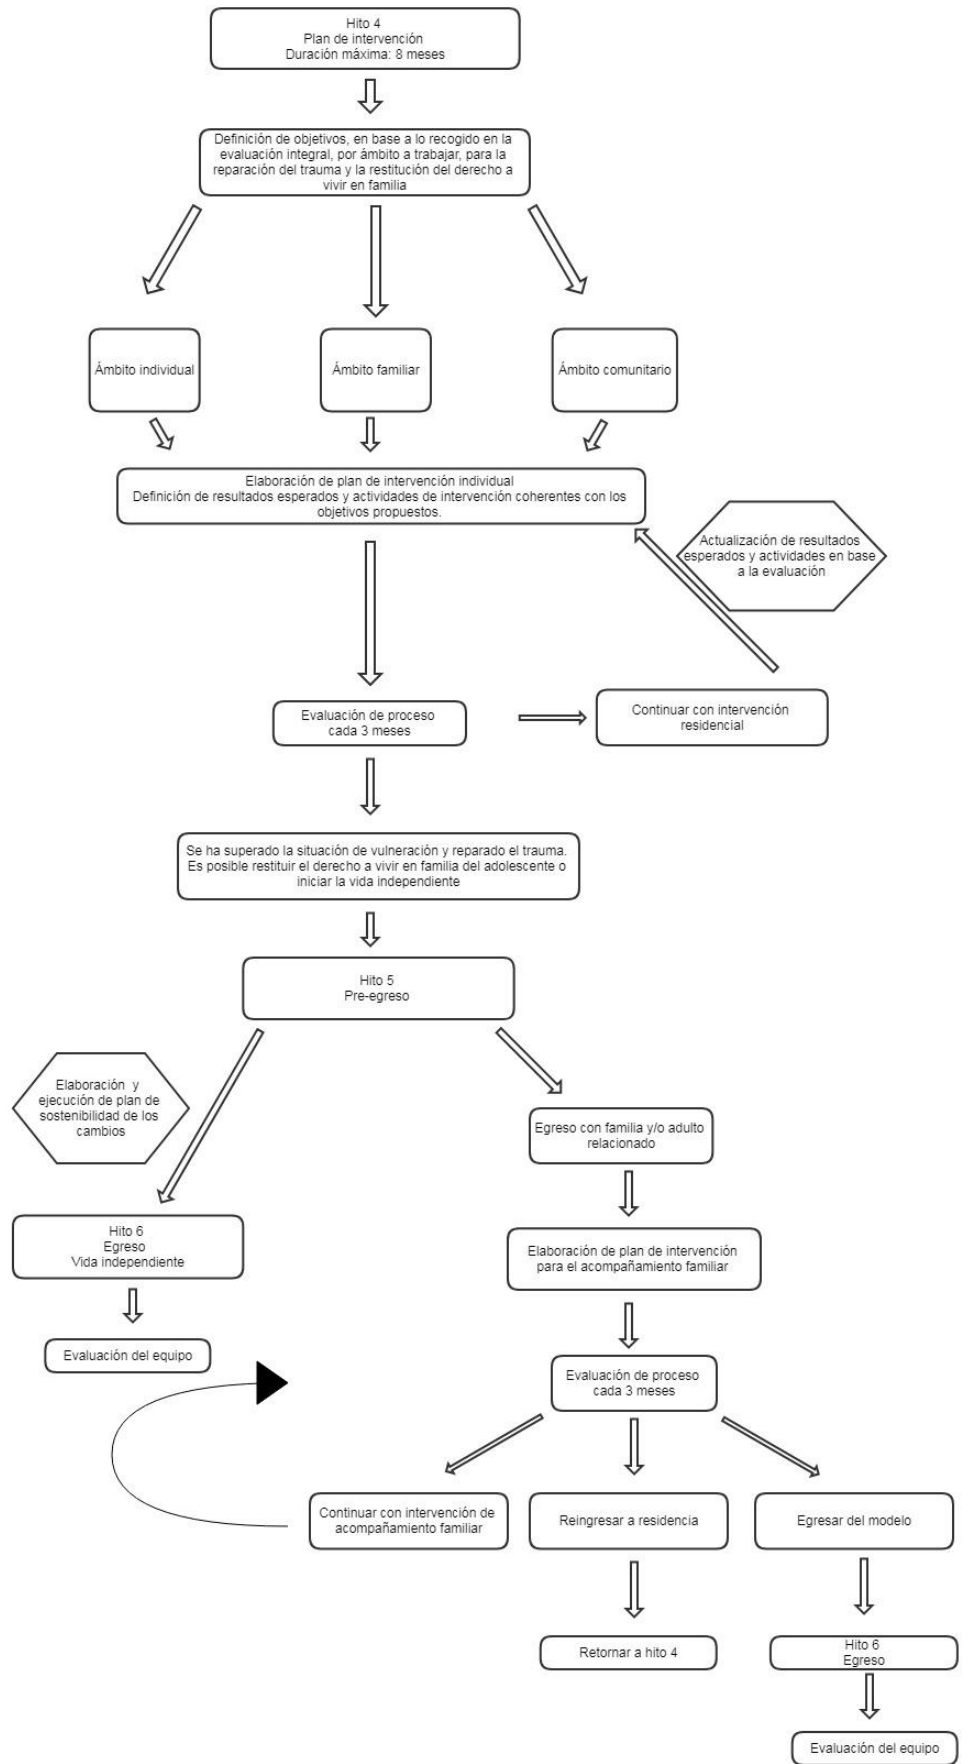 Hito 4
Plan de intervención
Duración máxima: 8 meses
Definición de objetivos, en base a lo recogido en la
evaluación integral, por ámbito a trabajar, para la
reparación del trauma y la restitución del derecho a
vivir en familia
Ámbito individual
Ámbito familiar
Ámbito comunitario
Elaboración de plan de intervención individual
Definición de resultados esperados y actividades de intervención coherentes con los
objetivos propuestos.
Actualización de resultados
esperados y actividades en base
a la evaluación
Evaluación de proceso
cada 3 meses
Continuar con intervención
residencial
Se ha superado la situación de vulneración y reparado el trauma.
Es posible restituir el derecho a vivir en familia del adolescente o
iniciar la vida independiente
Hito 5
Pre-egreso
Elaboración y
ejecución de plan de
sostenibilidad de los
cambios
Egreso con familia y/o adulto
relacionado
Hito 6
Egreso
Vida independiente
Elaboración de plan de intervención
para el acompañamiento familiar
Evaluación del equipo
Evaluación de proceso
cada 3 meses
Continuar con intervención de
acompañamiento familiar
Reingresar a residencia
Egresar del modelo
Retornar a hito 4
Hito 6
Egreso
Evaluación del equipo